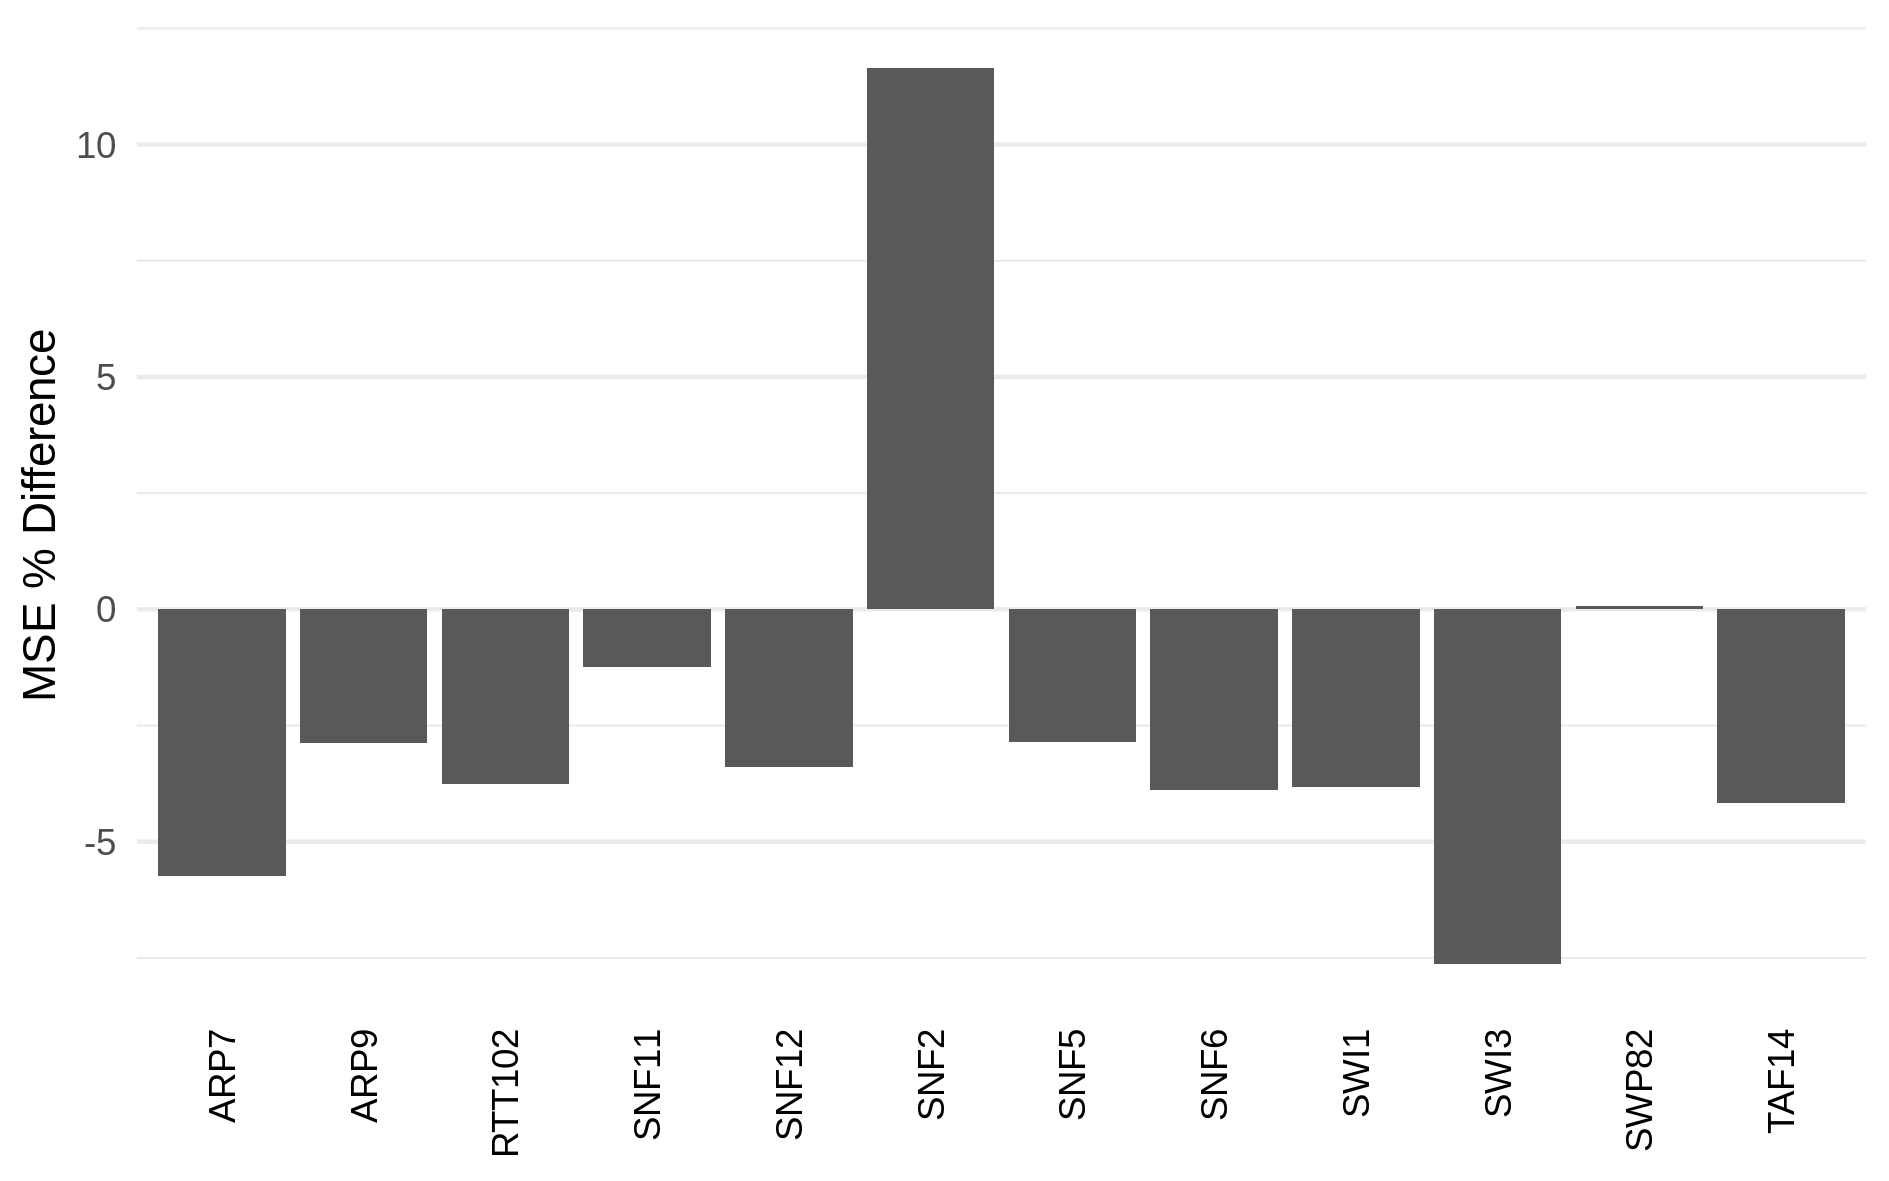 MSE % Difference
10
5
0
-5
ARP7
ARP9
RTT102
SNF11
SNF12
SNF2
SNF5
SNF6
SWI1
SWI3
SWP82
TAF14